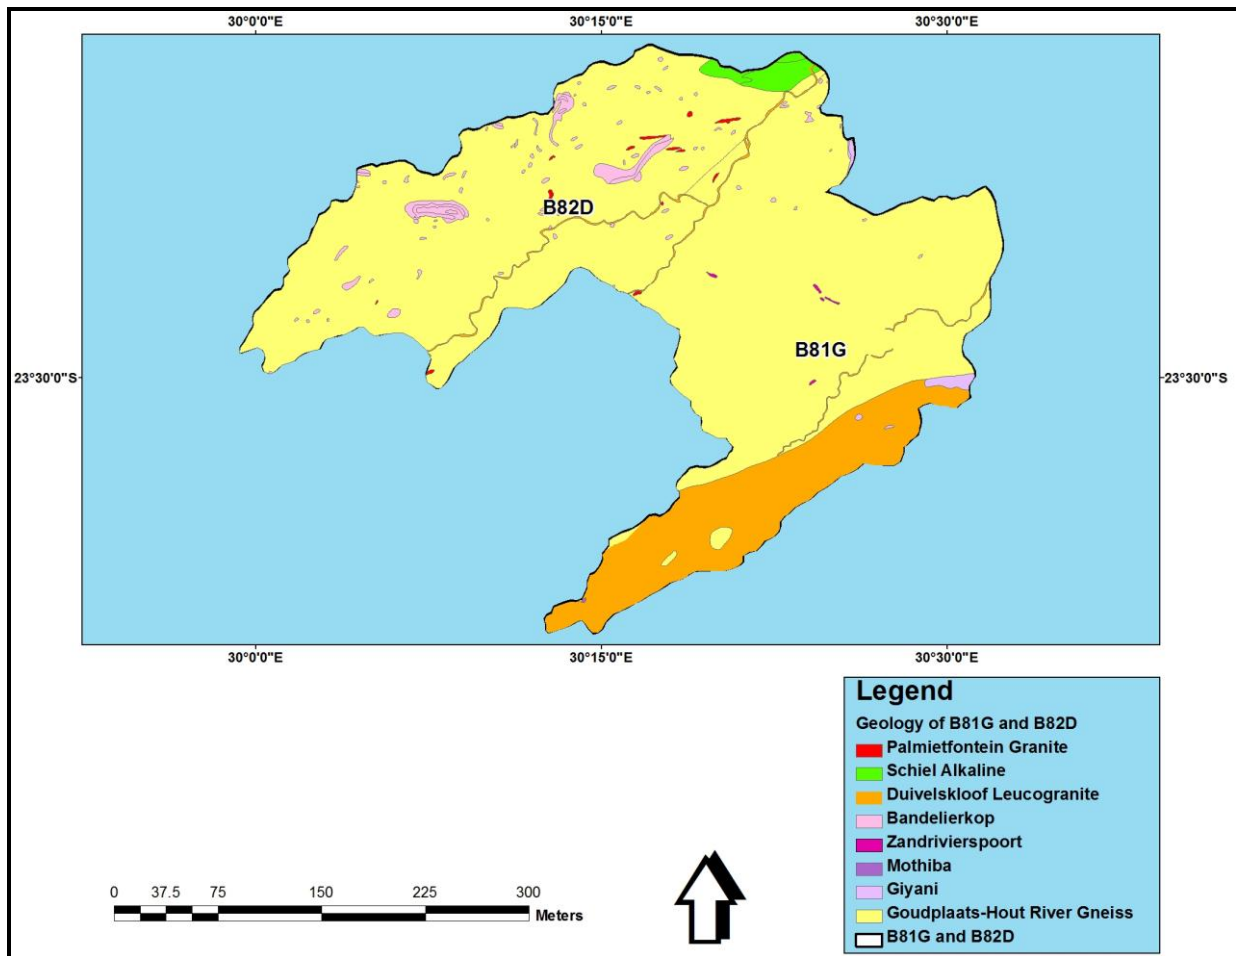 30°0'0"E 30°15'0"E 30°30'0"E
B82D
B81G
23°30'0"S 23°30'0"S
30°0'0"E 30°15'0"E 30°30'0"E
Legend
Geology of B81G and B82D
Palmietfontein Granite
Schiel Alkaline
Duivelskloof Leucogranite
Bandelierkop
Zandrivierspoort
Mothiba
Giyani
Goudplaats-Hout River Gneiss
B81G and B82D
0 37.5 75 150 225 300
Meters